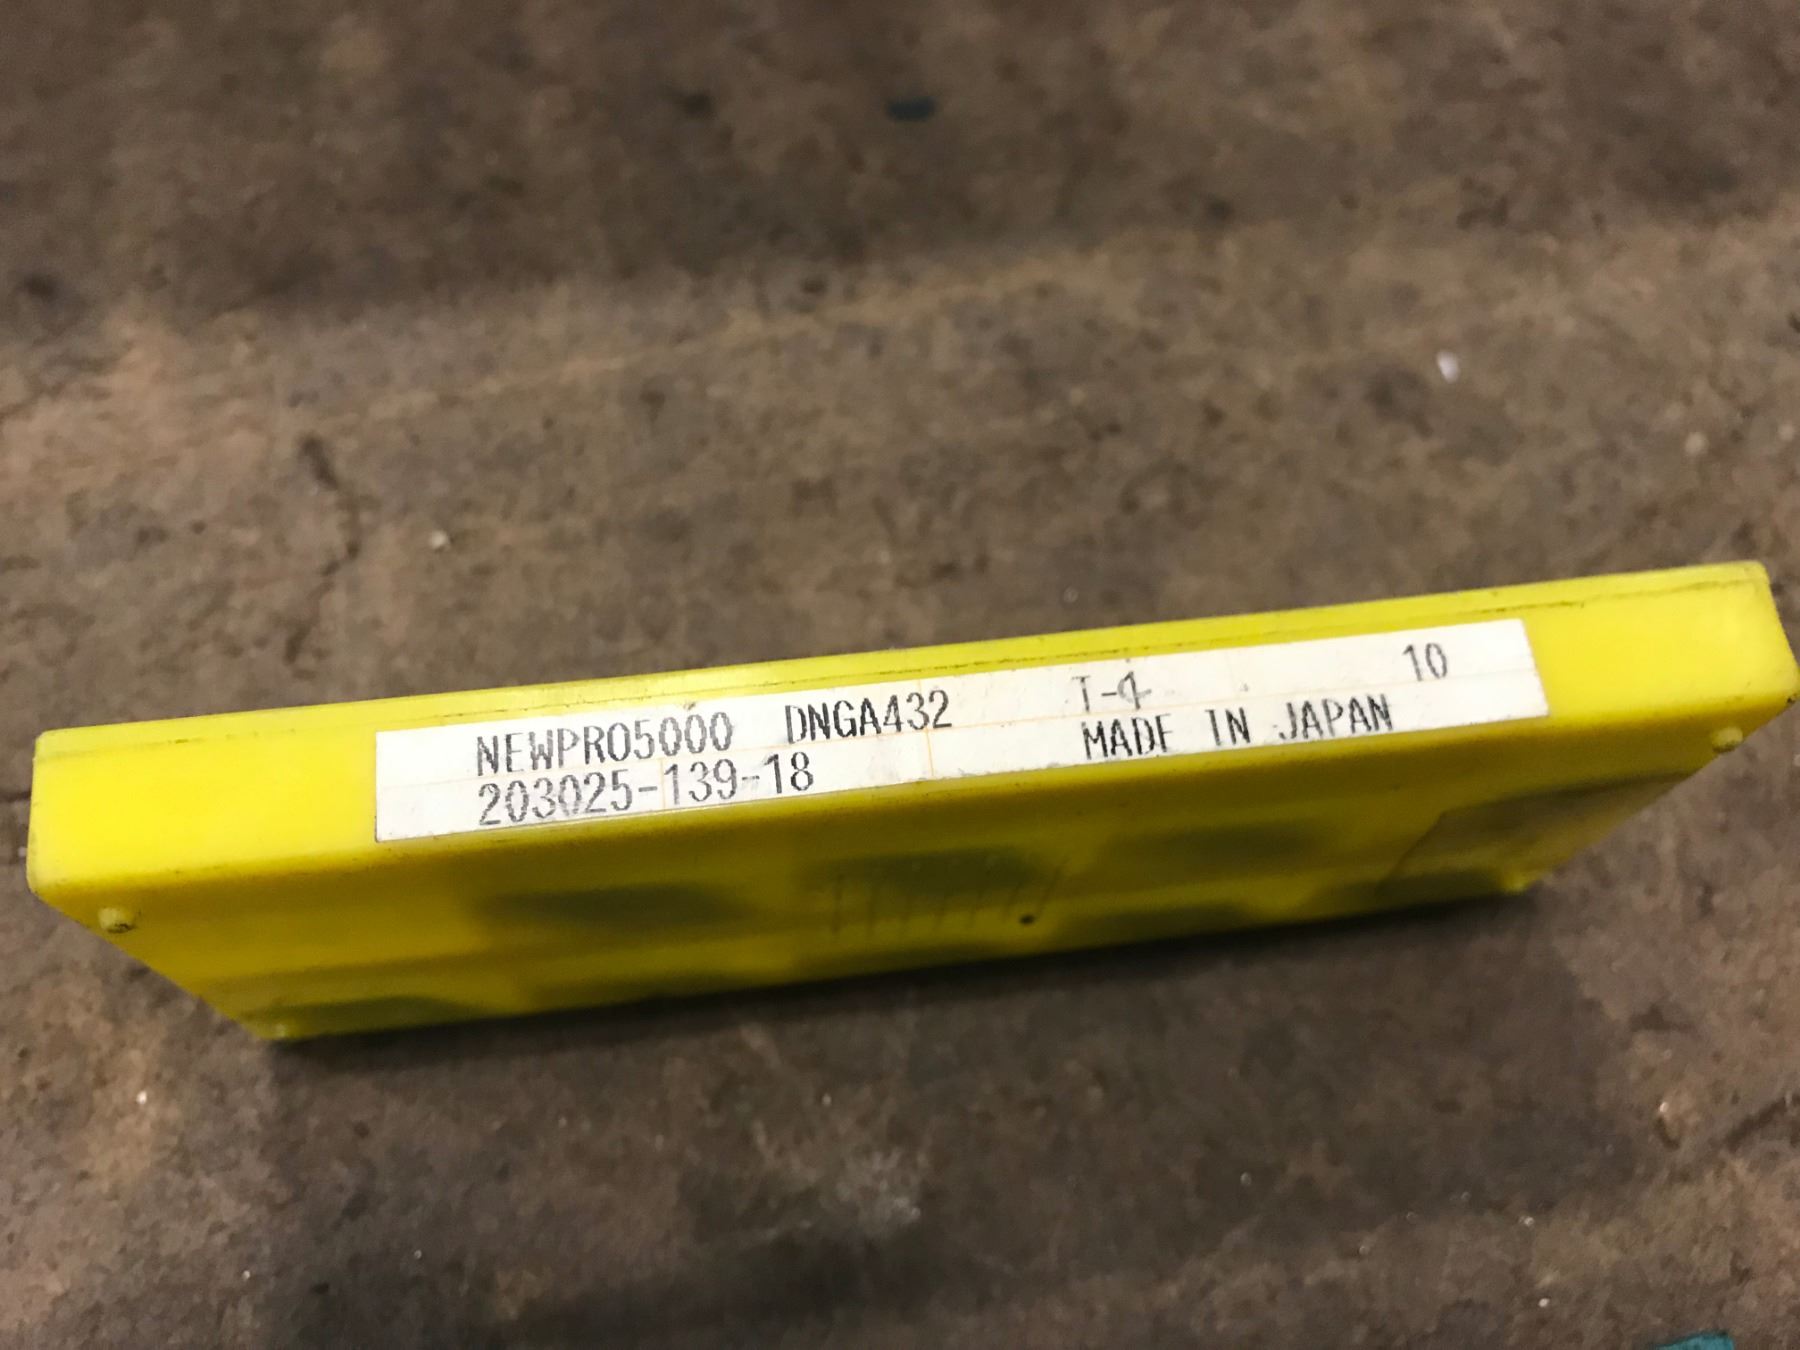 NEWPRO5000 DNGA432 T-4 10
203025-139-18 MADE IN JAPAN